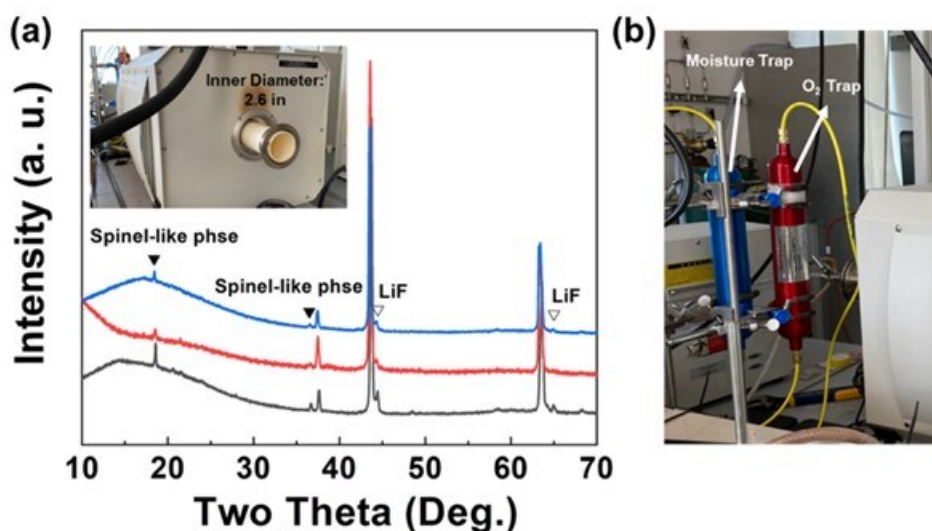 (a)
Intensity (a. u.)
Inner Diameter:
2.6 in
Spinel-like phse
Spinel-like phse
LiF
LiF
10 20 30 40 50 60 70
Two Theta (Deg.)
(b)
Moisture Trap
O₂ Trap